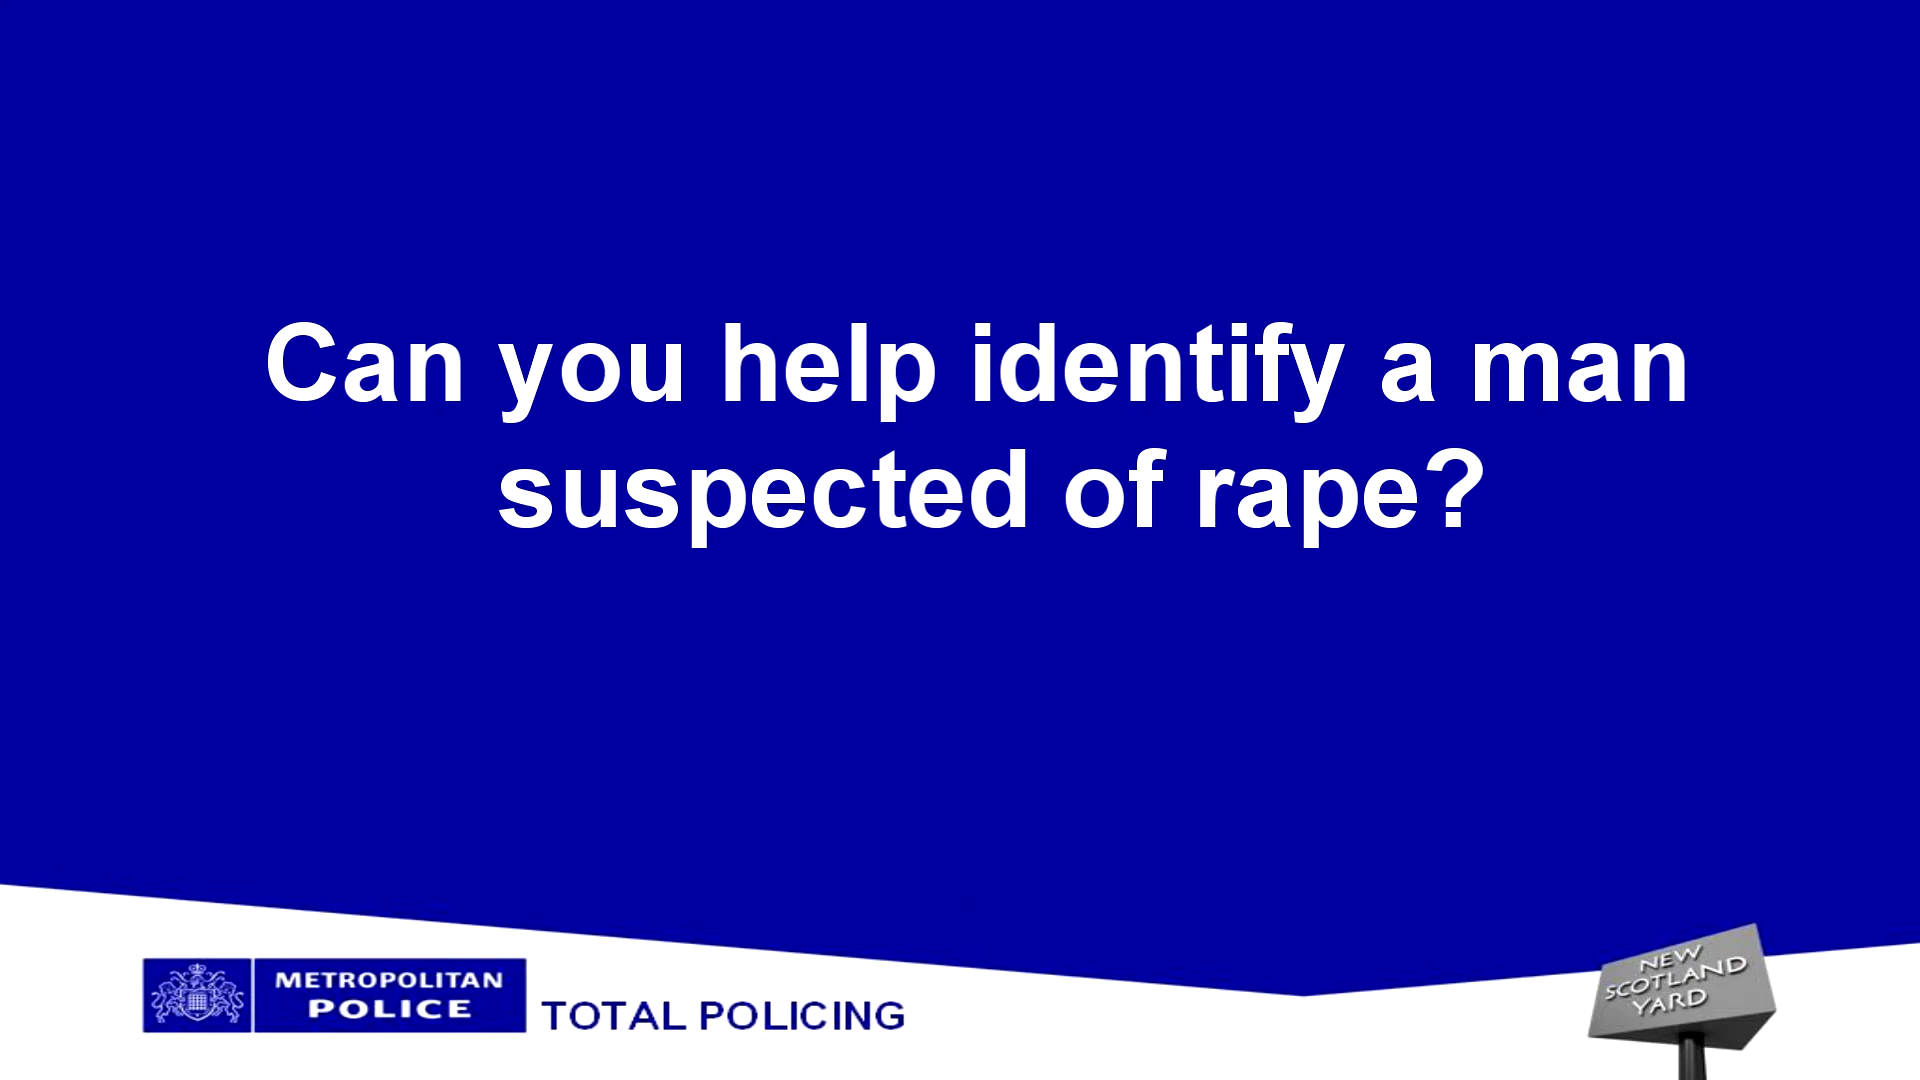 Can you help identify a man
suspected of rape?
METROPOLITAN
POLICE
TOTAL POLICING
NEW
SCOTLAND
YARD